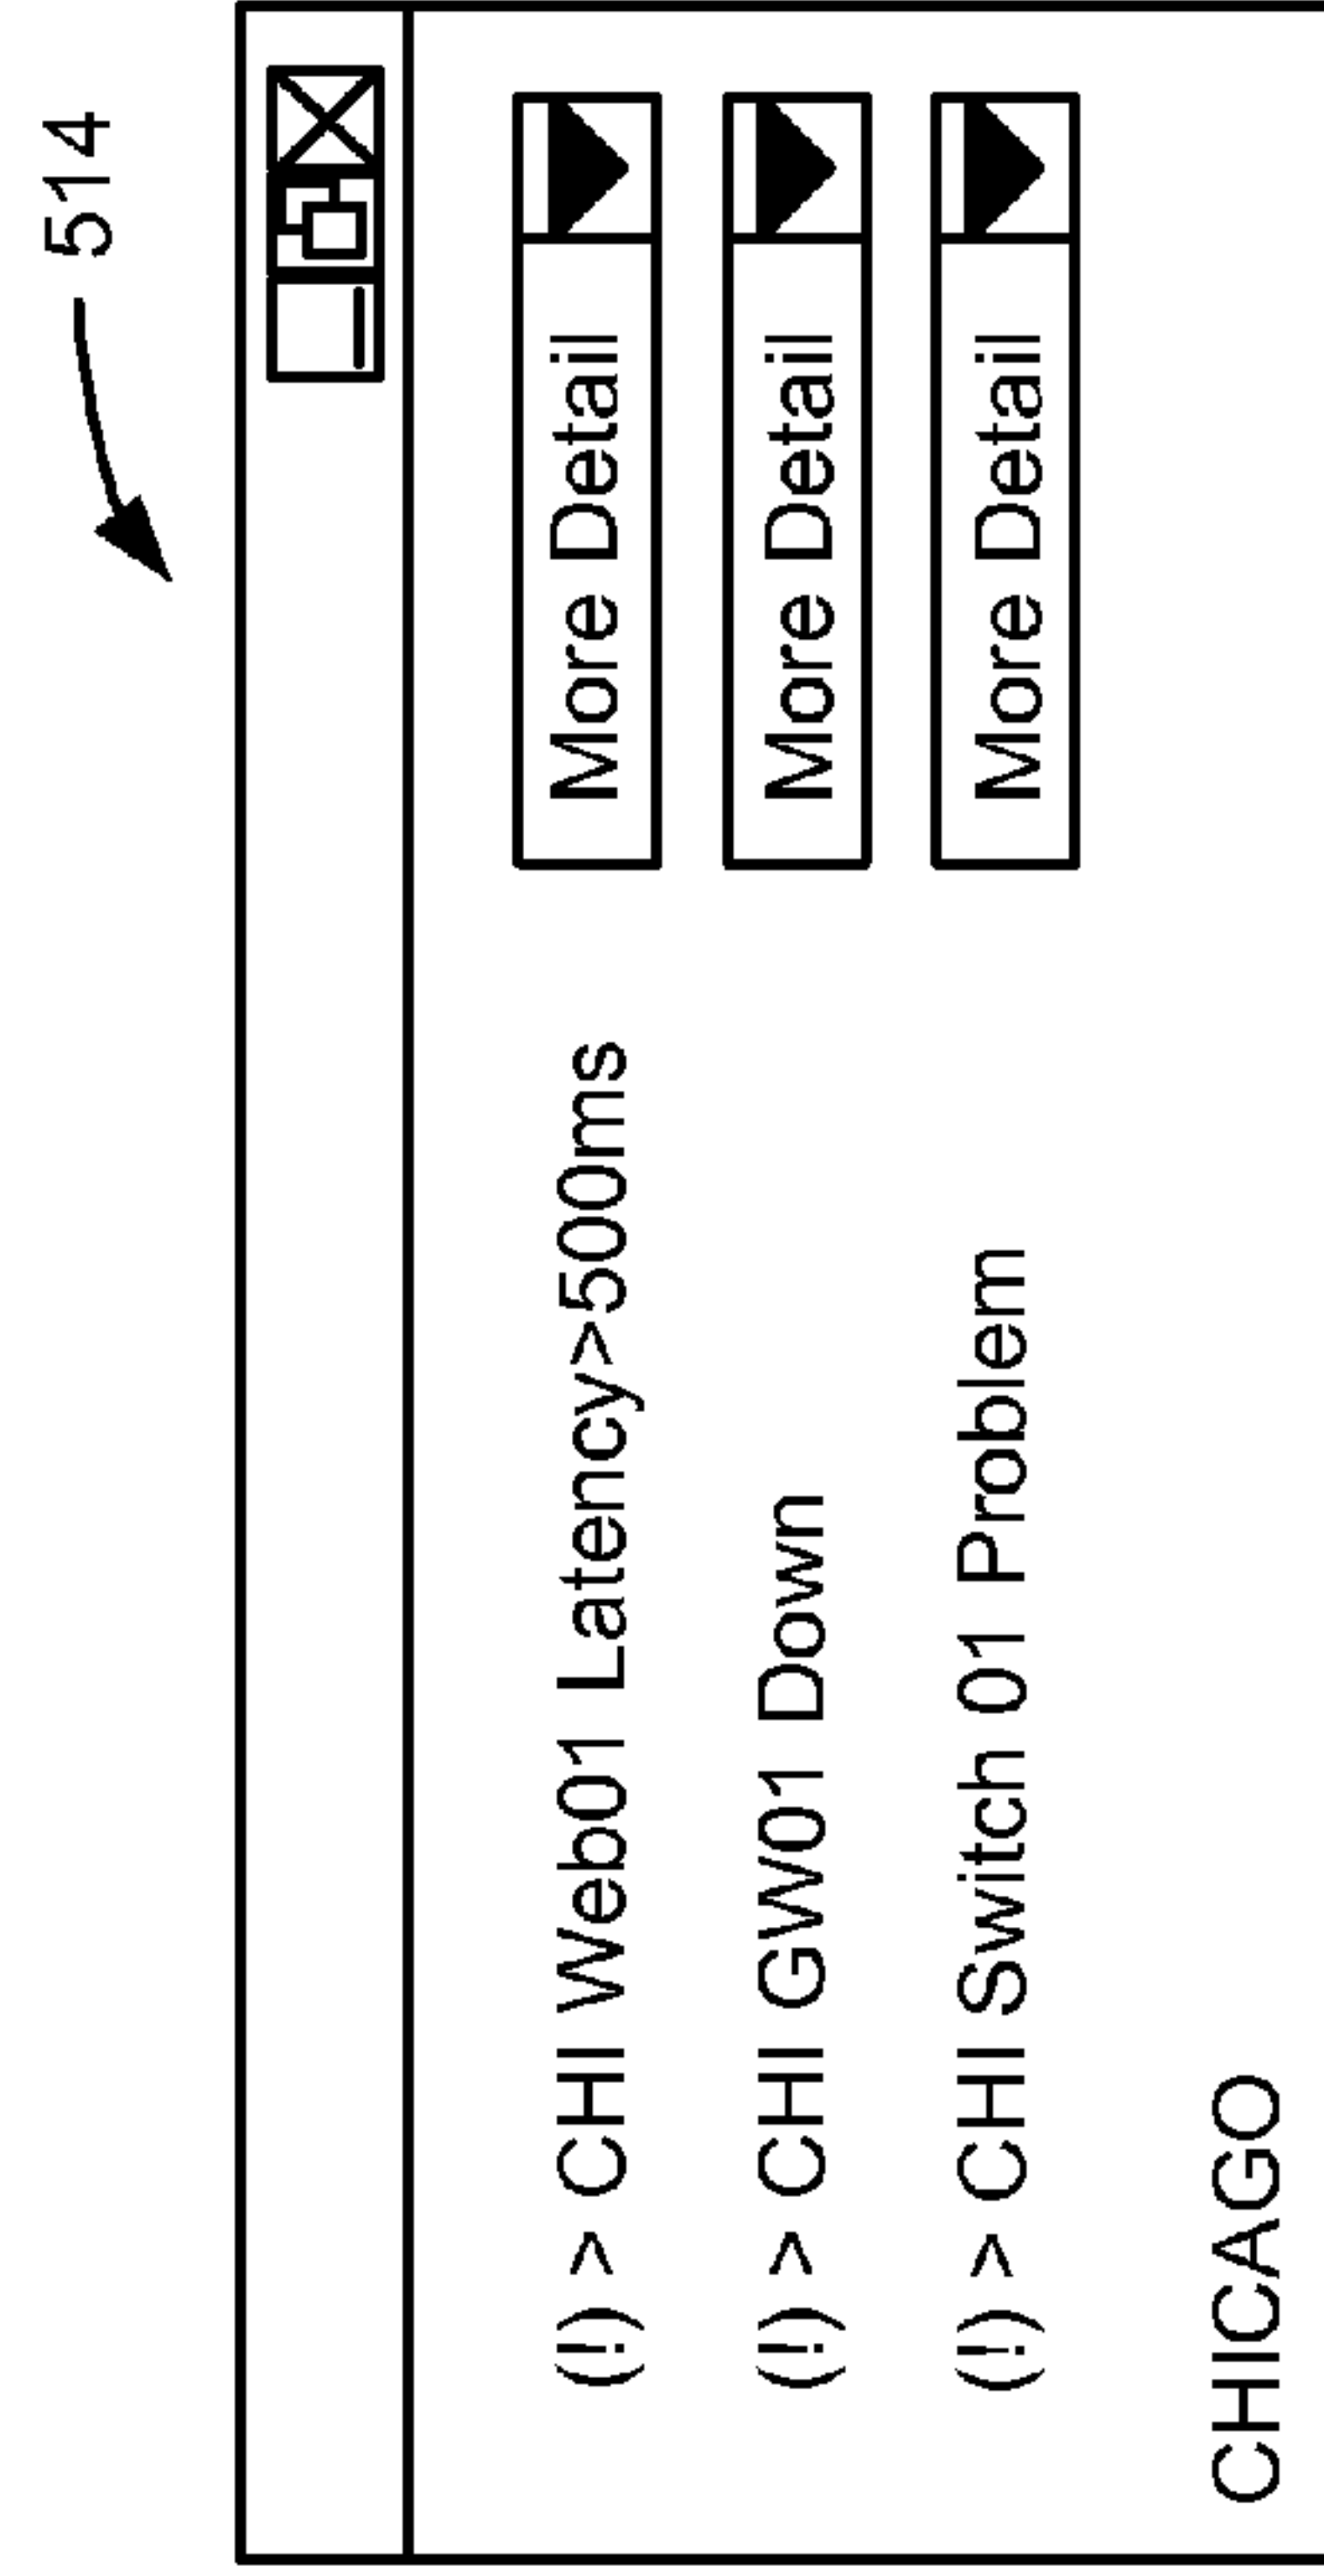 514
(!) > CHI Web01 Latency>500ms More Detail
(!) > CHI GW01 Down More Detail
(!) > CHI Switch 01 Problem More Detail
CHICAGO